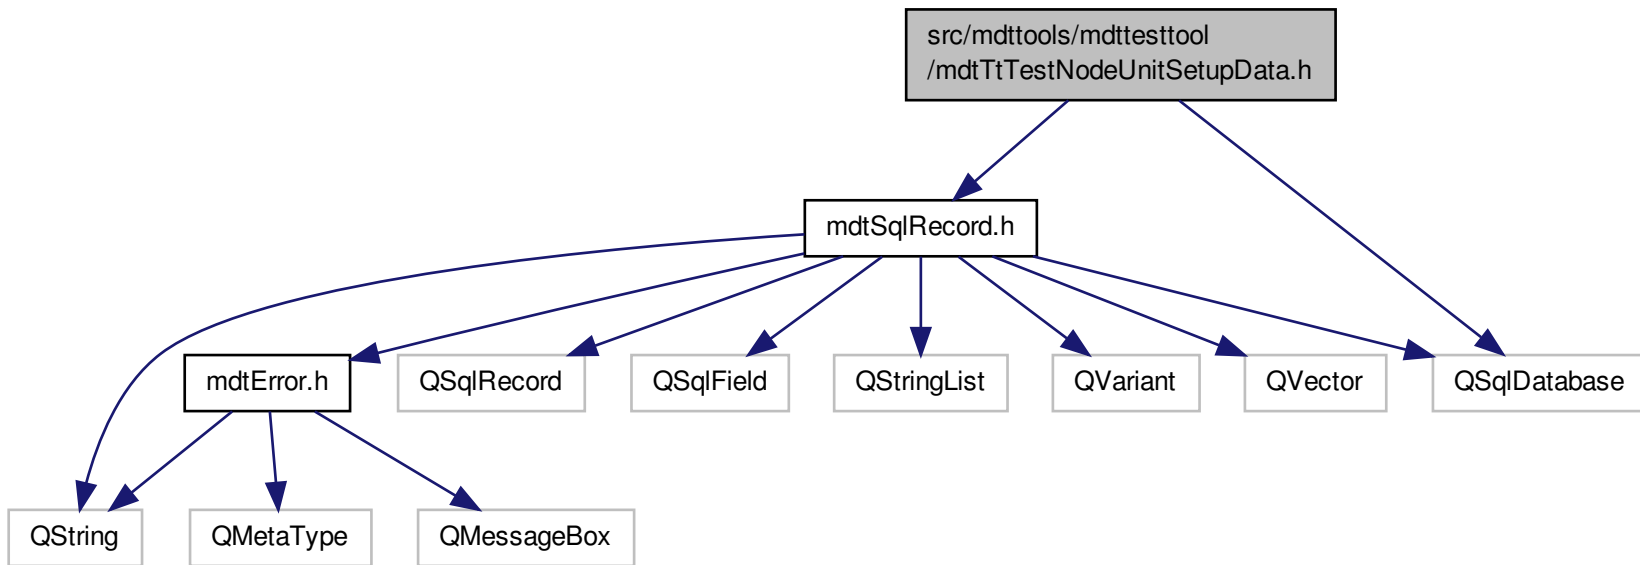 src/mdttools/mdttesttool
/mdtTtTestNodeUnitSetupData.h
mdtSqlRecord.h
mdtError.h
QSqlRecord
QSqlField
QStringList
QVariant
QVector
QSqlDatabase
QString
QMetaType
QMessageBox